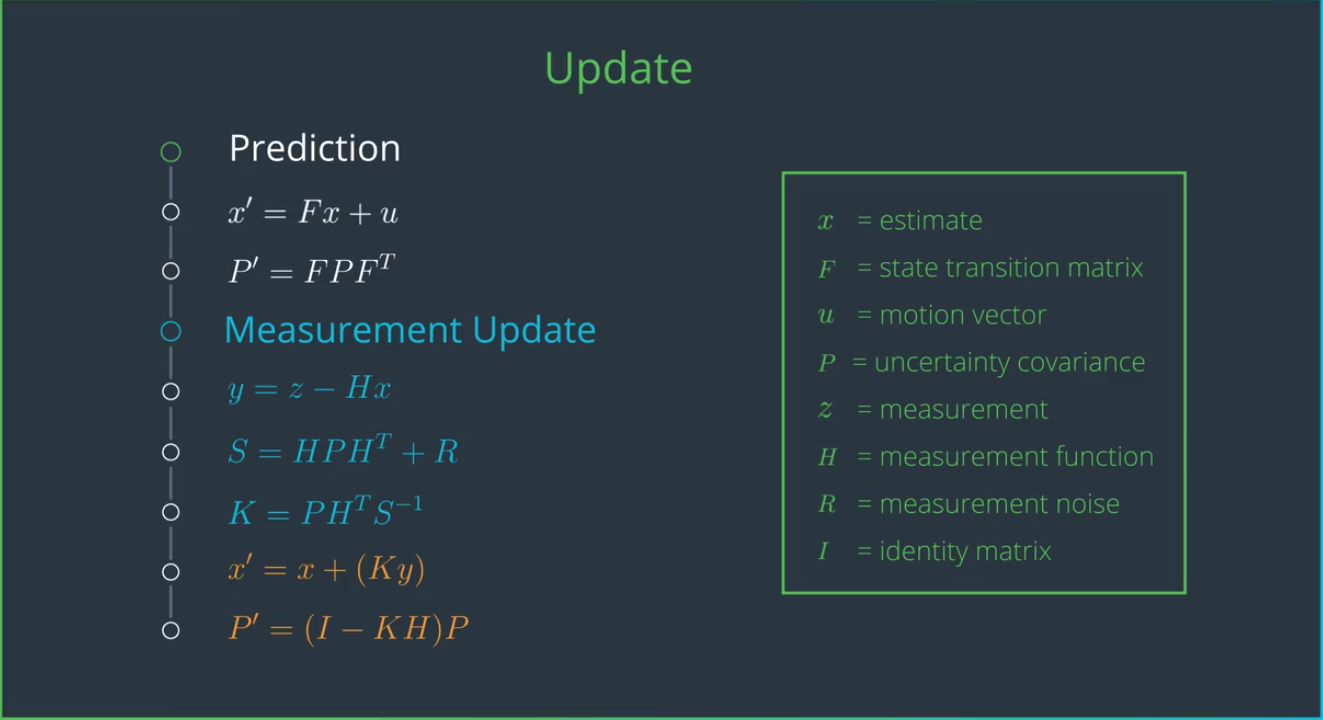 Update
Prediction
x′ = Fx + u
P′ = FPF^T
Measurement Update
y = z − Hx
S = HPH^T + R
K = PH^T S^−1
x′ = x + (Ky)
P′ = (I − KH)P
x = estimate
F = state transition matrix
u = motion vector
P = uncertainty covariance
z = measurement
H = measurement function
R = measurement noise
I = identity matrix